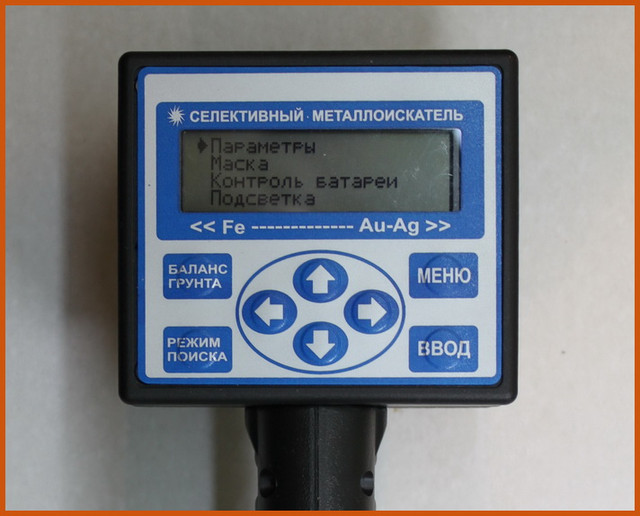 СЕЛЕКТИВНЫЙ·МЕТАЛЛОИСКАТЕЛЬ
Параметры
Маска
Контроль батареи
Подсветка
<< Fe ------------- Au-Ag >>
БАЛАНС
ГРУНТА
МЕНЮ
РЕЖИМ
ПОИСКА
ВВОД